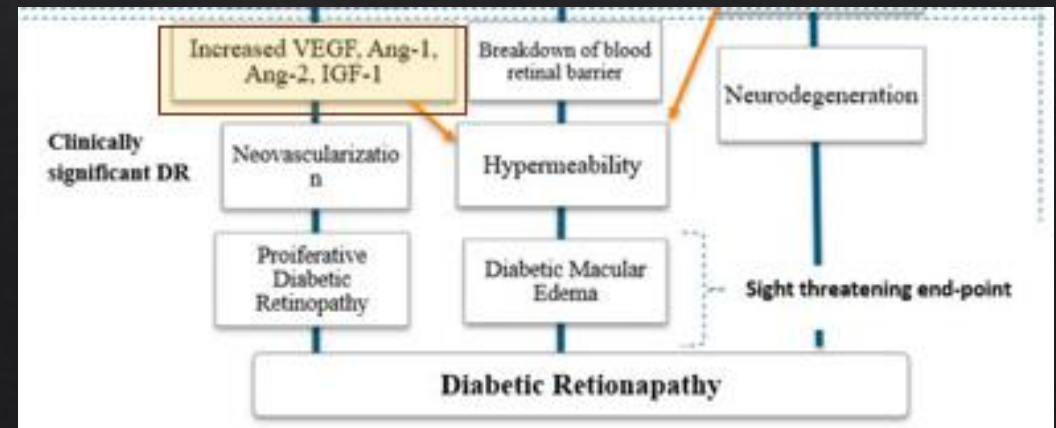 Increased VEGF, Ang-1,
Ang-2, IGF-1
Breakdown of blood
retinal barrier
Neurodegeneration
Clinically
significant DR
Neovascularizatio
n
Hypermeability
Proiferative
Diabetic
Retinopathy
Diabetic Macular
Edema
Sight threatening end-point
Diabetic Retionapathy